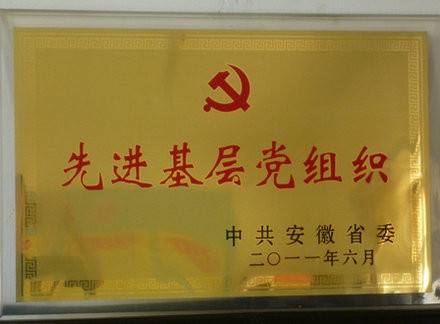 先进基层党组织
中共安徽省委
二〇一一年六月